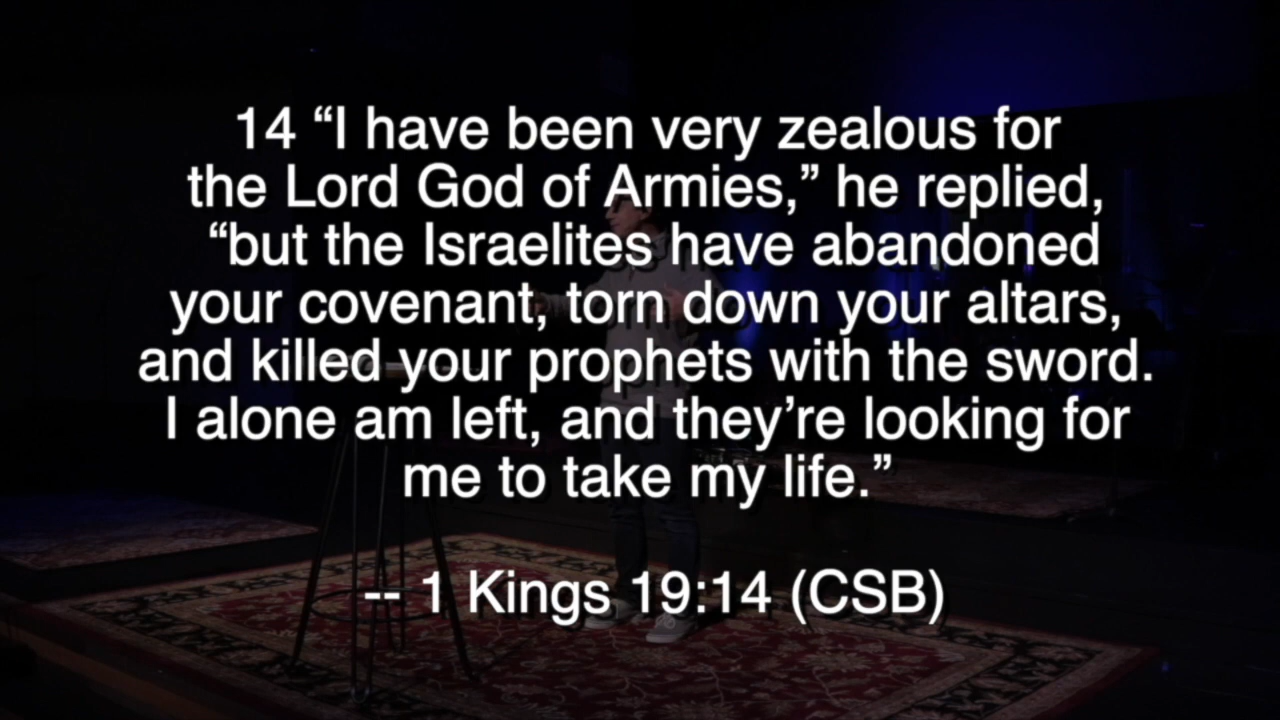 14 “I have been very zealous for
the Lord God of Armies,” he replied,
“but the Israelites have abandoned
your covenant, torn down your altars,
and killed your prophets with the sword.
I alone am left, and they’re looking for
me to take my life.”
-- 1 Kings 19:14 (CSB)